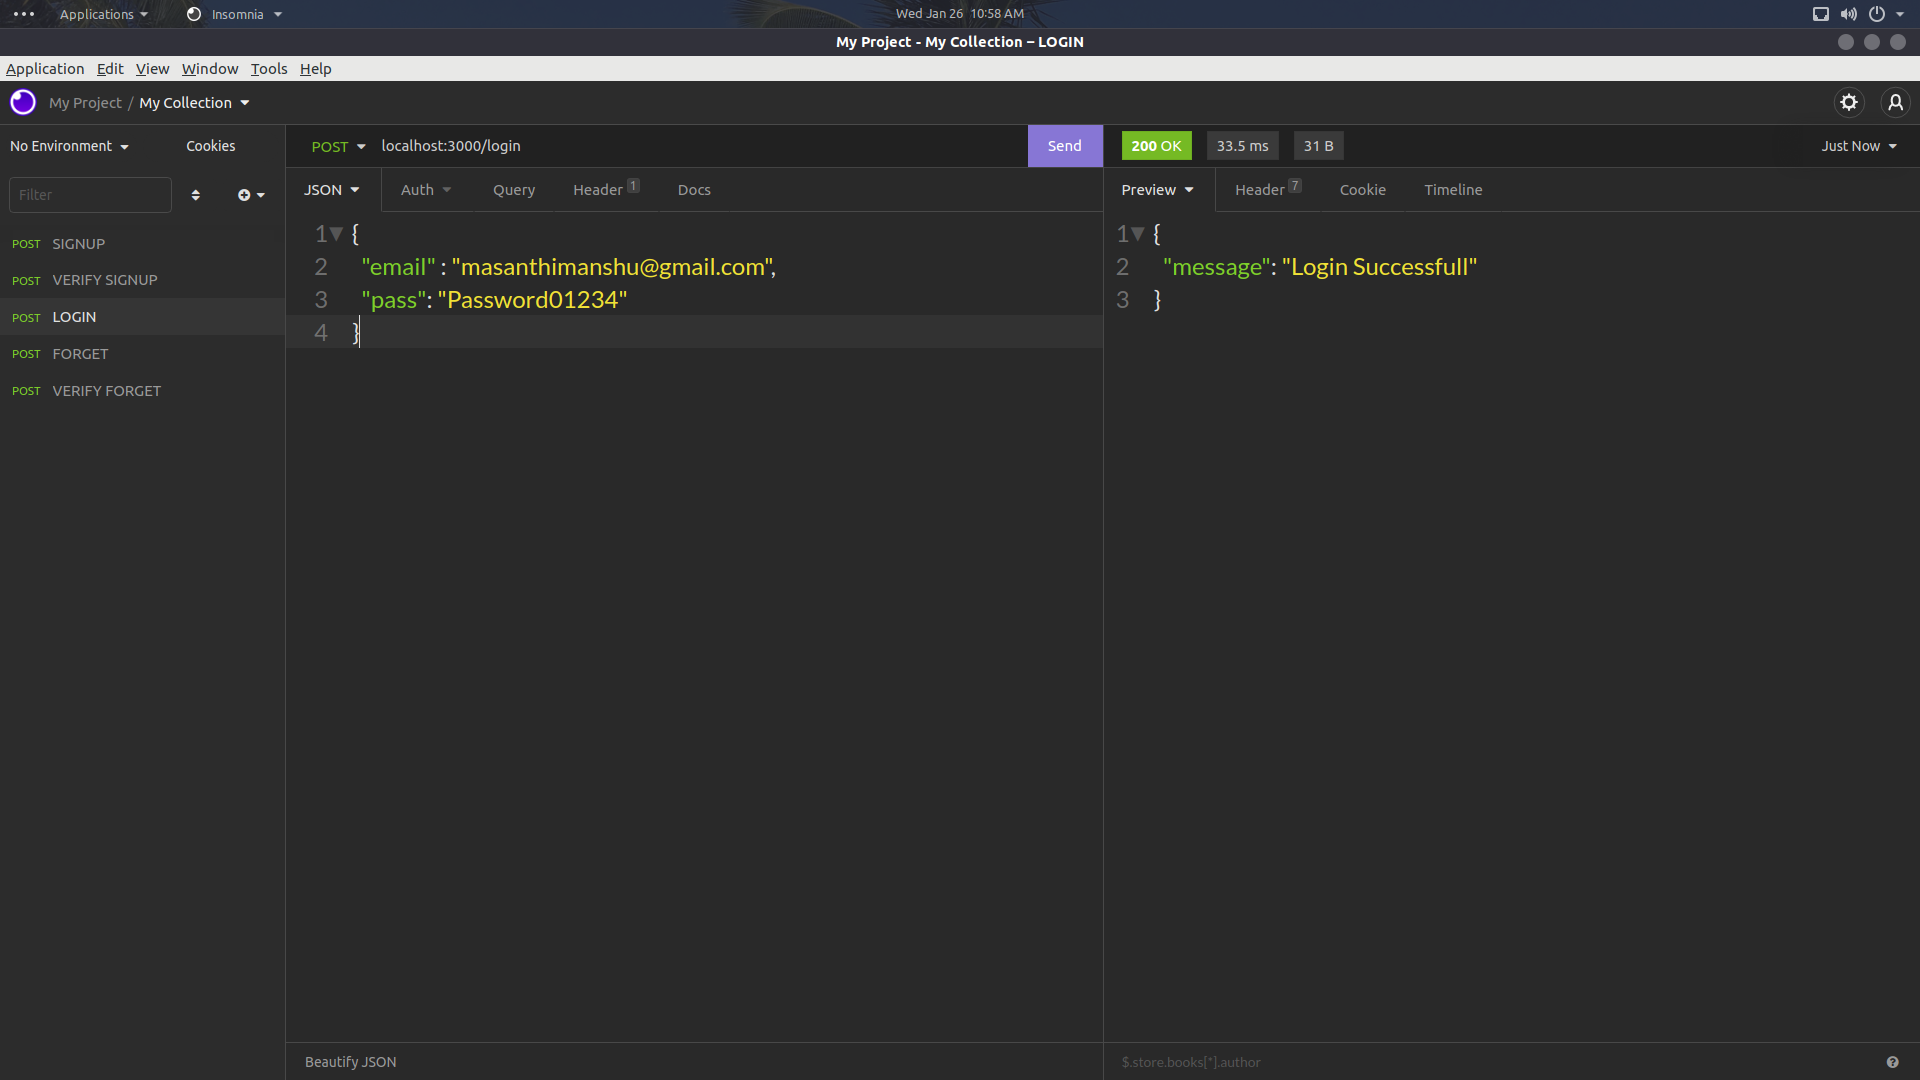 Applications Insomnia Wed Jan 26 10:58 AM
My Project - My Collection – LOGIN
Application Edit View Window Tools Help
My Project / My Collection
No Environment Cookies
POST localhost:3000/login Send
200 OK 33.5 ms 31 B Just Now
Filter
JSON Auth Query Header 1 Docs
Preview Header 7 Cookie Timeline
POST SIGNUP
POST VERIFY SIGNUP
POST LOGIN
POST FORGET
POST VERIFY FORGET
1 {
2 "email" : "masanthimanshu@gmail.com",
3 "pass": "Password01234"
4 }
1 {
2 "message": "Login Successfull"
3 }
Beautify JSON
$.store.books[*].author